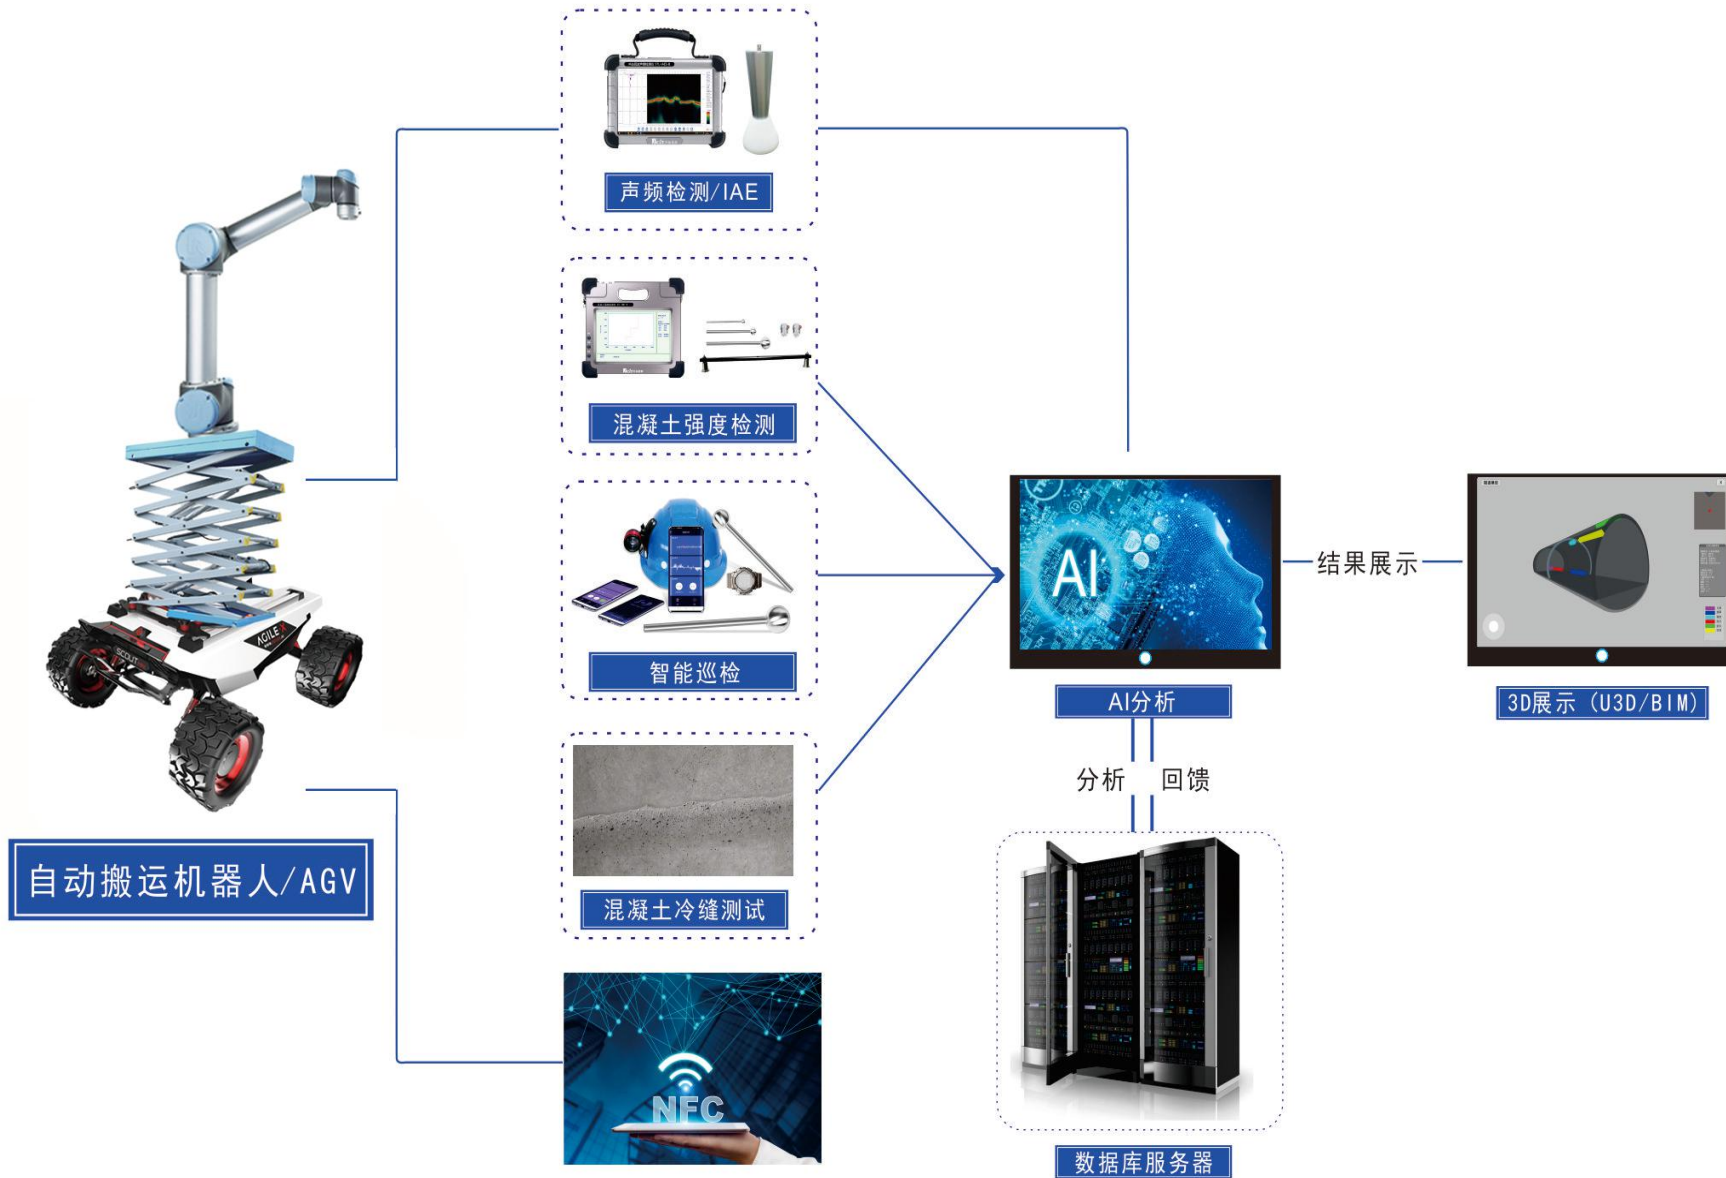 声频检测/IAE
混凝土强度检测
智能巡检
混凝土冷缝测试
NFC
AGILE X
SCOUT
自动搬运机器人/AGV
AI
AI分析
分析
回馈
数据库服务器
结果展示
3D展示（U3D/BIM）